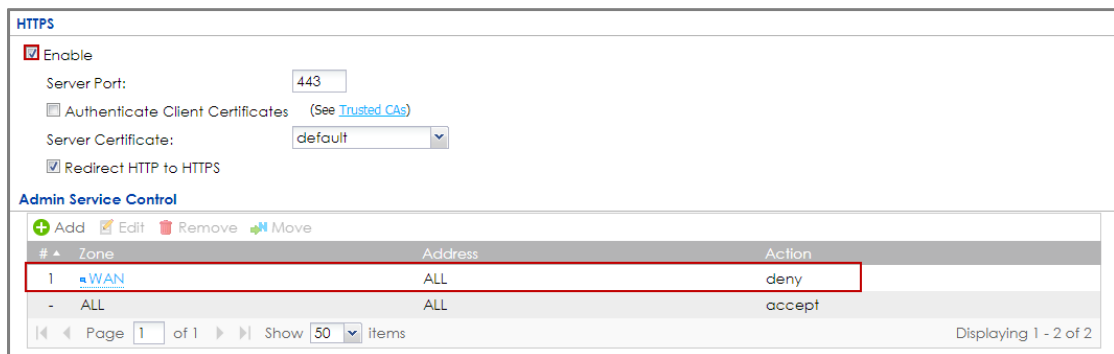 HTTPS
Enable
Server Port: 443
Authenticate Client Certificates (See Trusted CAs)
Server Certificate: default
Redirect HTTP to HTTPS
Admin Service Control
Add Edit Remove Move
# Zone Address Action
1 WAN ALL deny
- ALL ALL accept
Page 1 of 1 Show 50 items Displaying 1 - 2 of 2